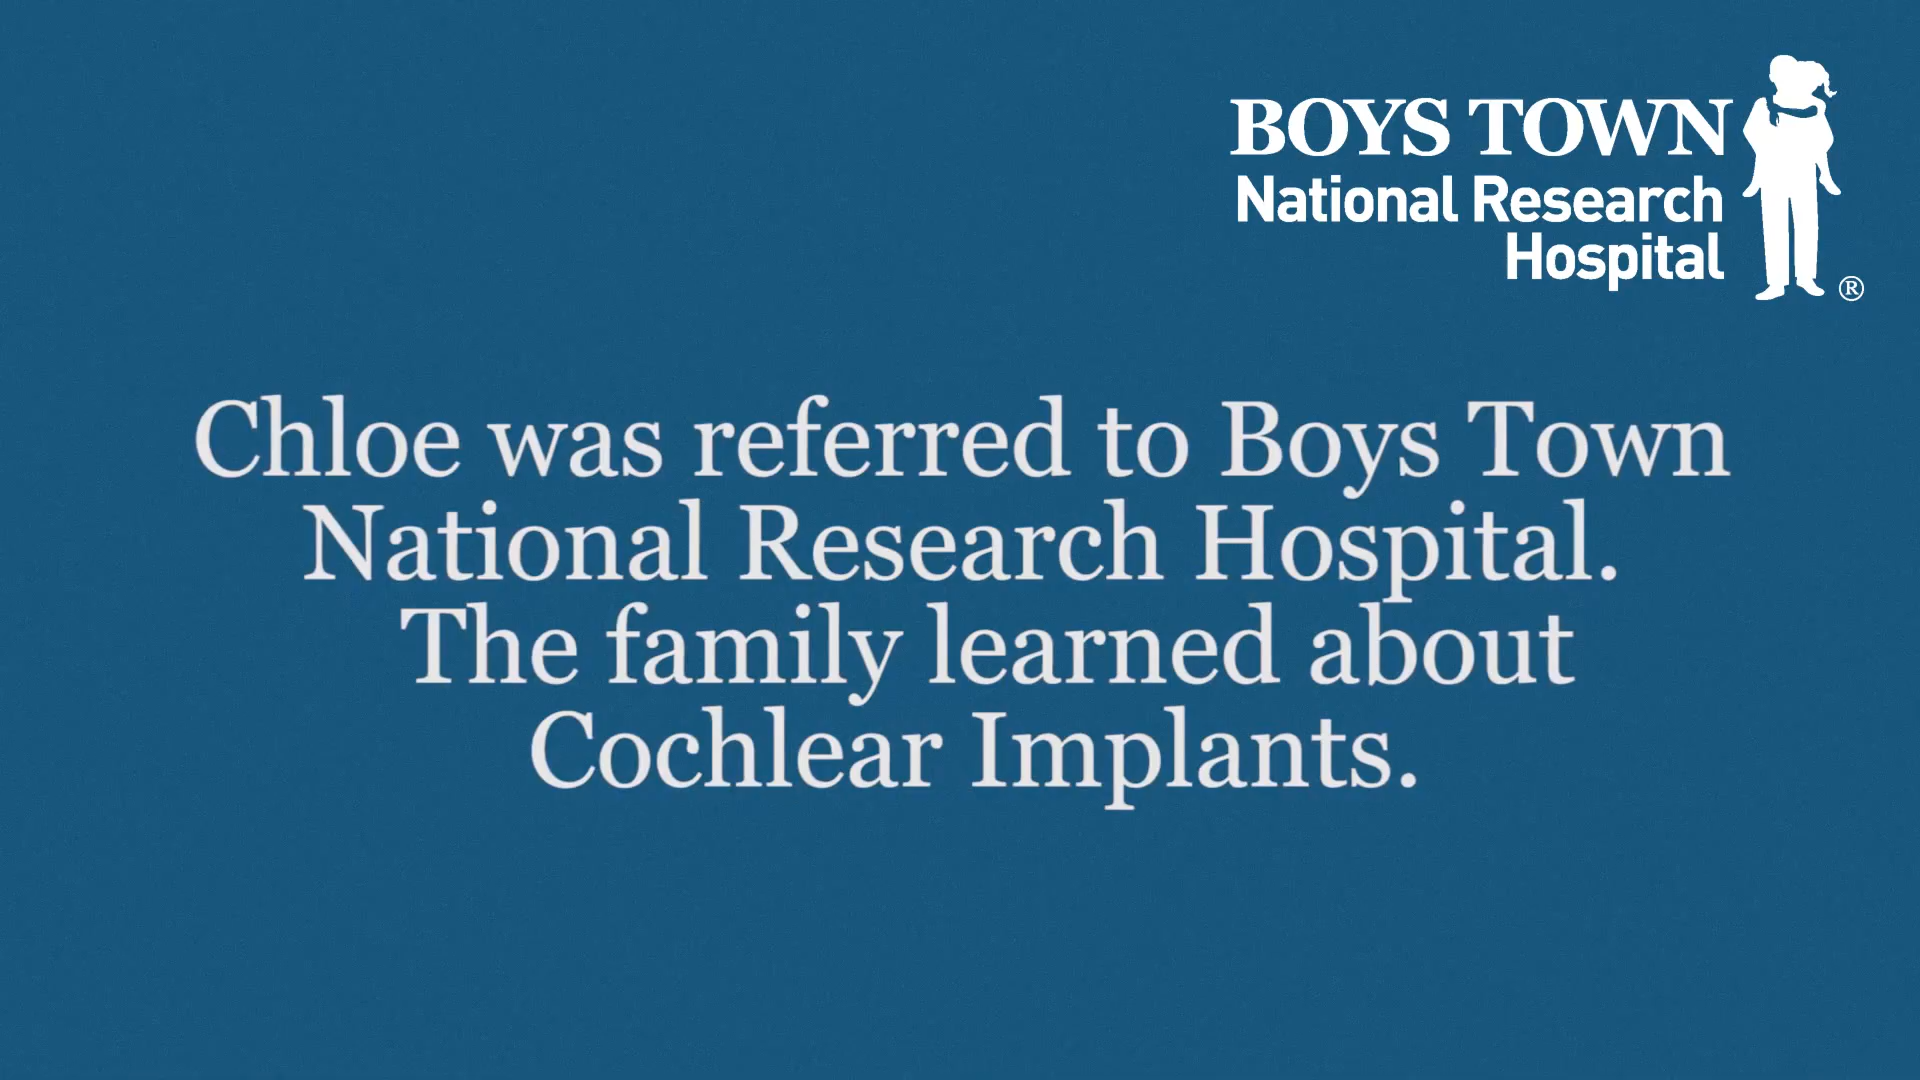 BOYS TOWN
National Research
Hospital
®
Chloe was referred to Boys Town
National Research Hospital.
The family learned about
Cochlear Implants.